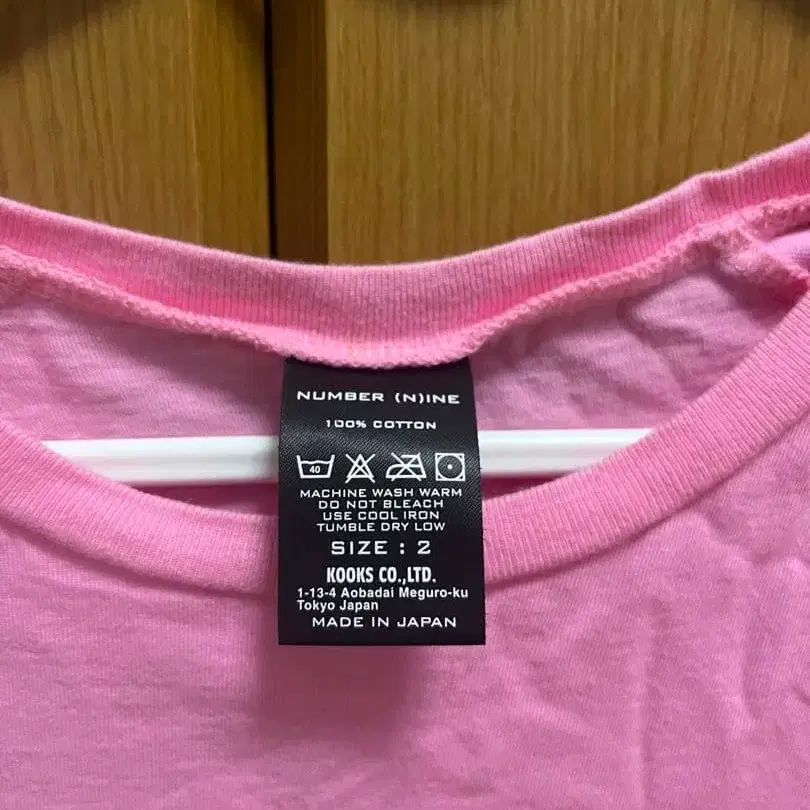 NUMBER (N)INE
100% COTTON
40
MACHINE WASH WARM
DO NOT BLEACH
USE COOL IRON
TUMBLE DRY LOW
SIZE : 2
KOOKS CO.,LTD.
1-13-4 Aobadai Meguro-ku
Tokyo Japan
MADE IN JAPAN